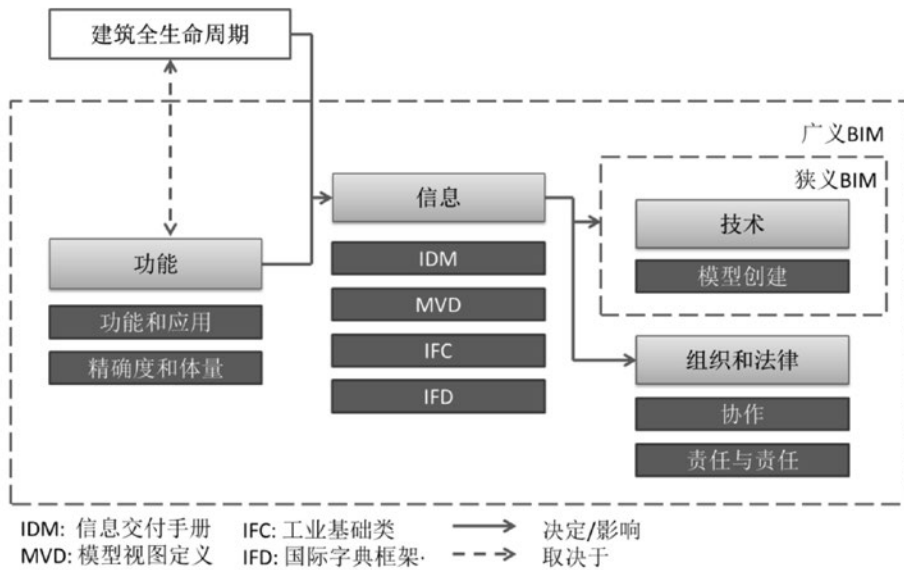 建筑全生命周期
广义BIM
狭义BIM
信息
技术
功能
IDM
模型创建
功能和应用
MVD
精确度和体量
IFC
组织和法律
IFD
协作
责任与责任
IDM: 信息交付手册 IFC: 工业基础类 决定/影响
MVD: 模型视图定义 IFD: 国际字典框架· 取决于